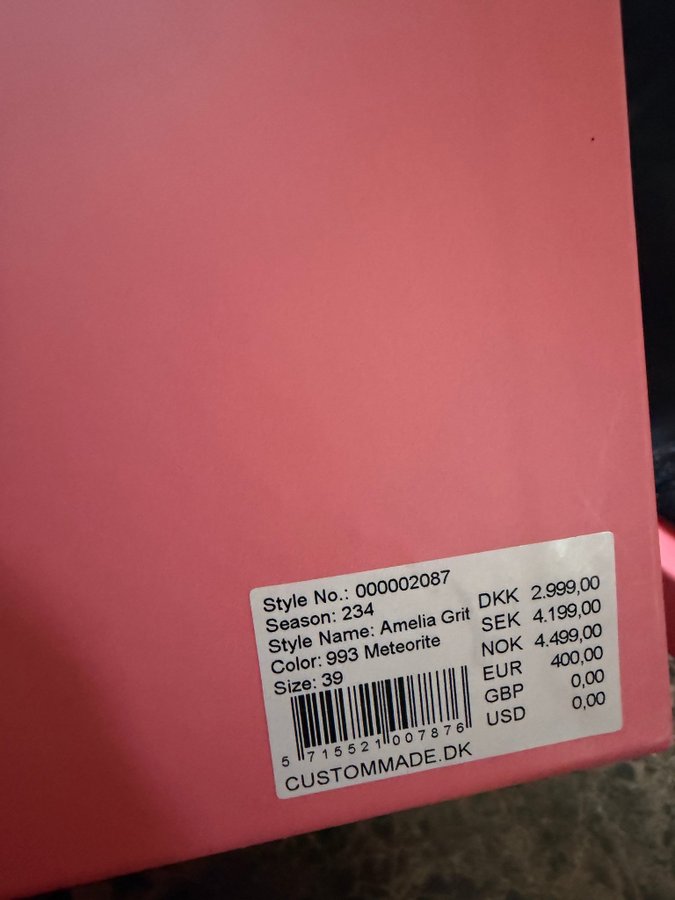 Style No.: 000002087
Season: 234
Style Name: Amelia Grit
Color: 993 Meteorite
Size: 39
5 715521 007876
CUSTOMMADE.DK
DKK 2.999,00
SEK 4.199,00
NOK 4.499,00
EUR 400,00
GBP 0,00
USD 0,00